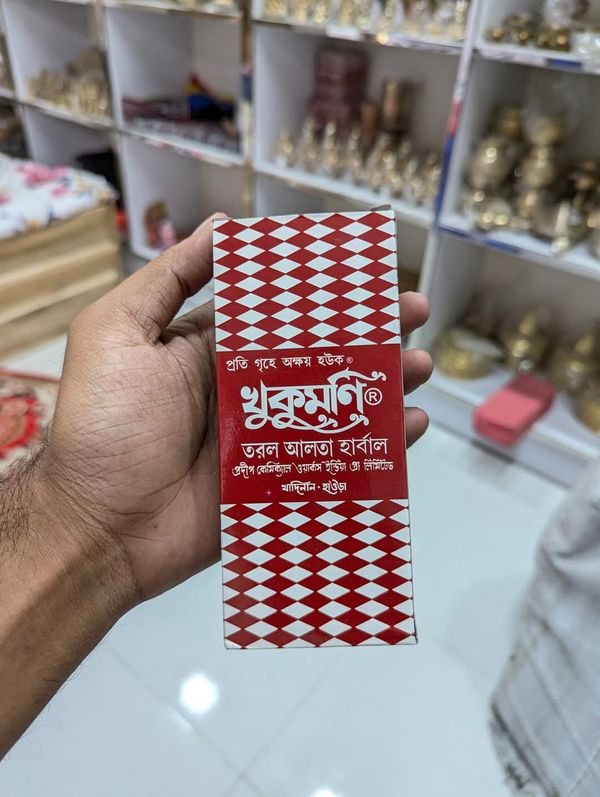 প্রতি গৃহে অক্ষয় হউক ®
খুকুমণি ®
তরল আলতা হার্বাল
প্রদীপ কেমিক্যাল ওয়ার্কস ইন্ডিয়া প্রাঃ লিমিটেড
খাদিনান - হাওড়া